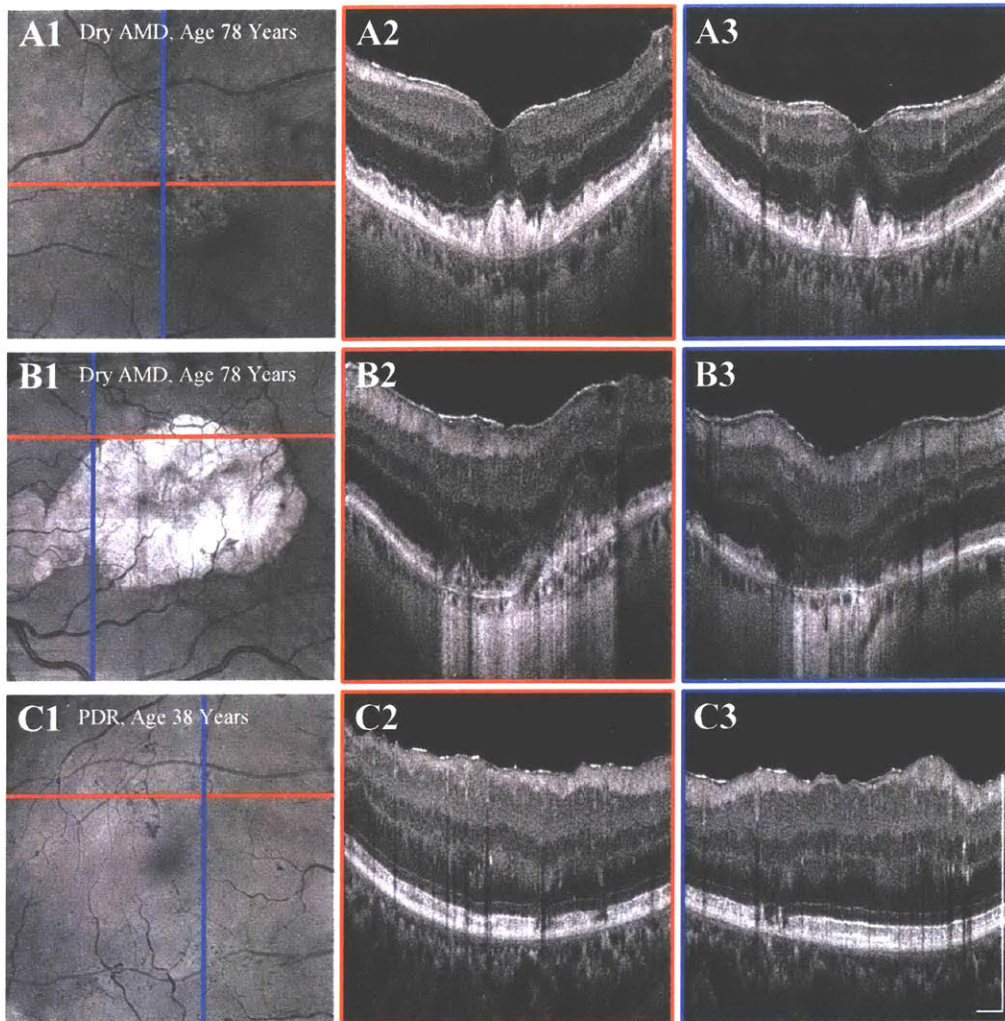 A1 Dry AMD, Age 78 Years
A2
A3
B1 Dry AMD, Age 78 Years
B2
B3
C1 PDR, Age 38 Years
C2
C3